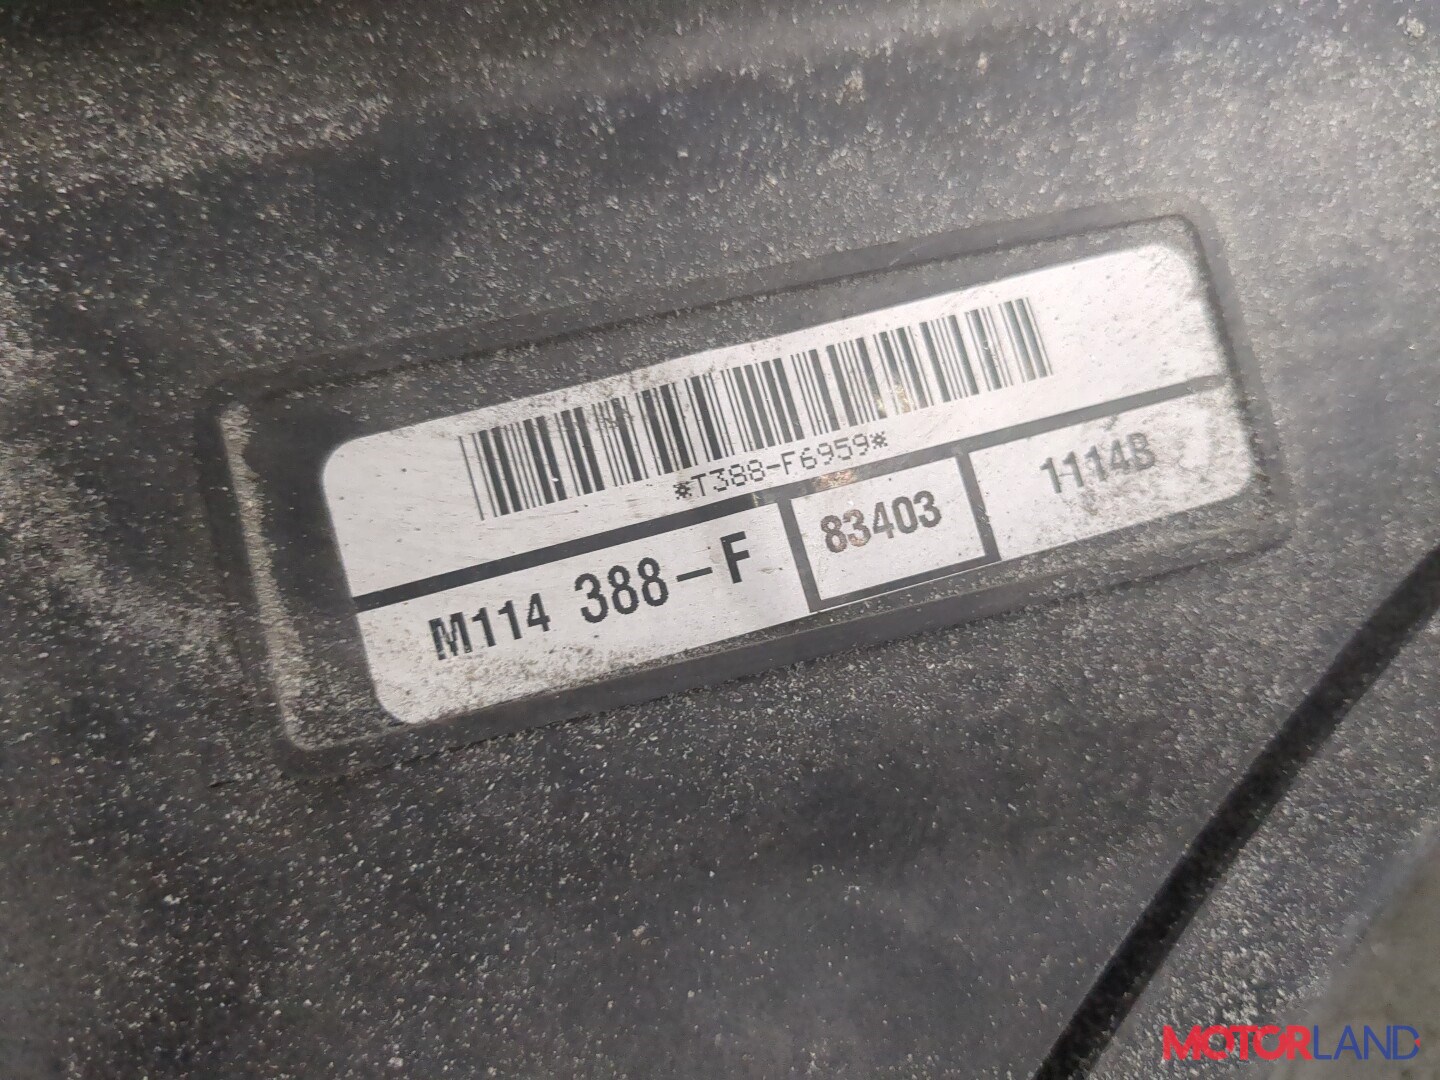 *T388-F6959*
M114 388-F 83403 1114B
MOTORLAND